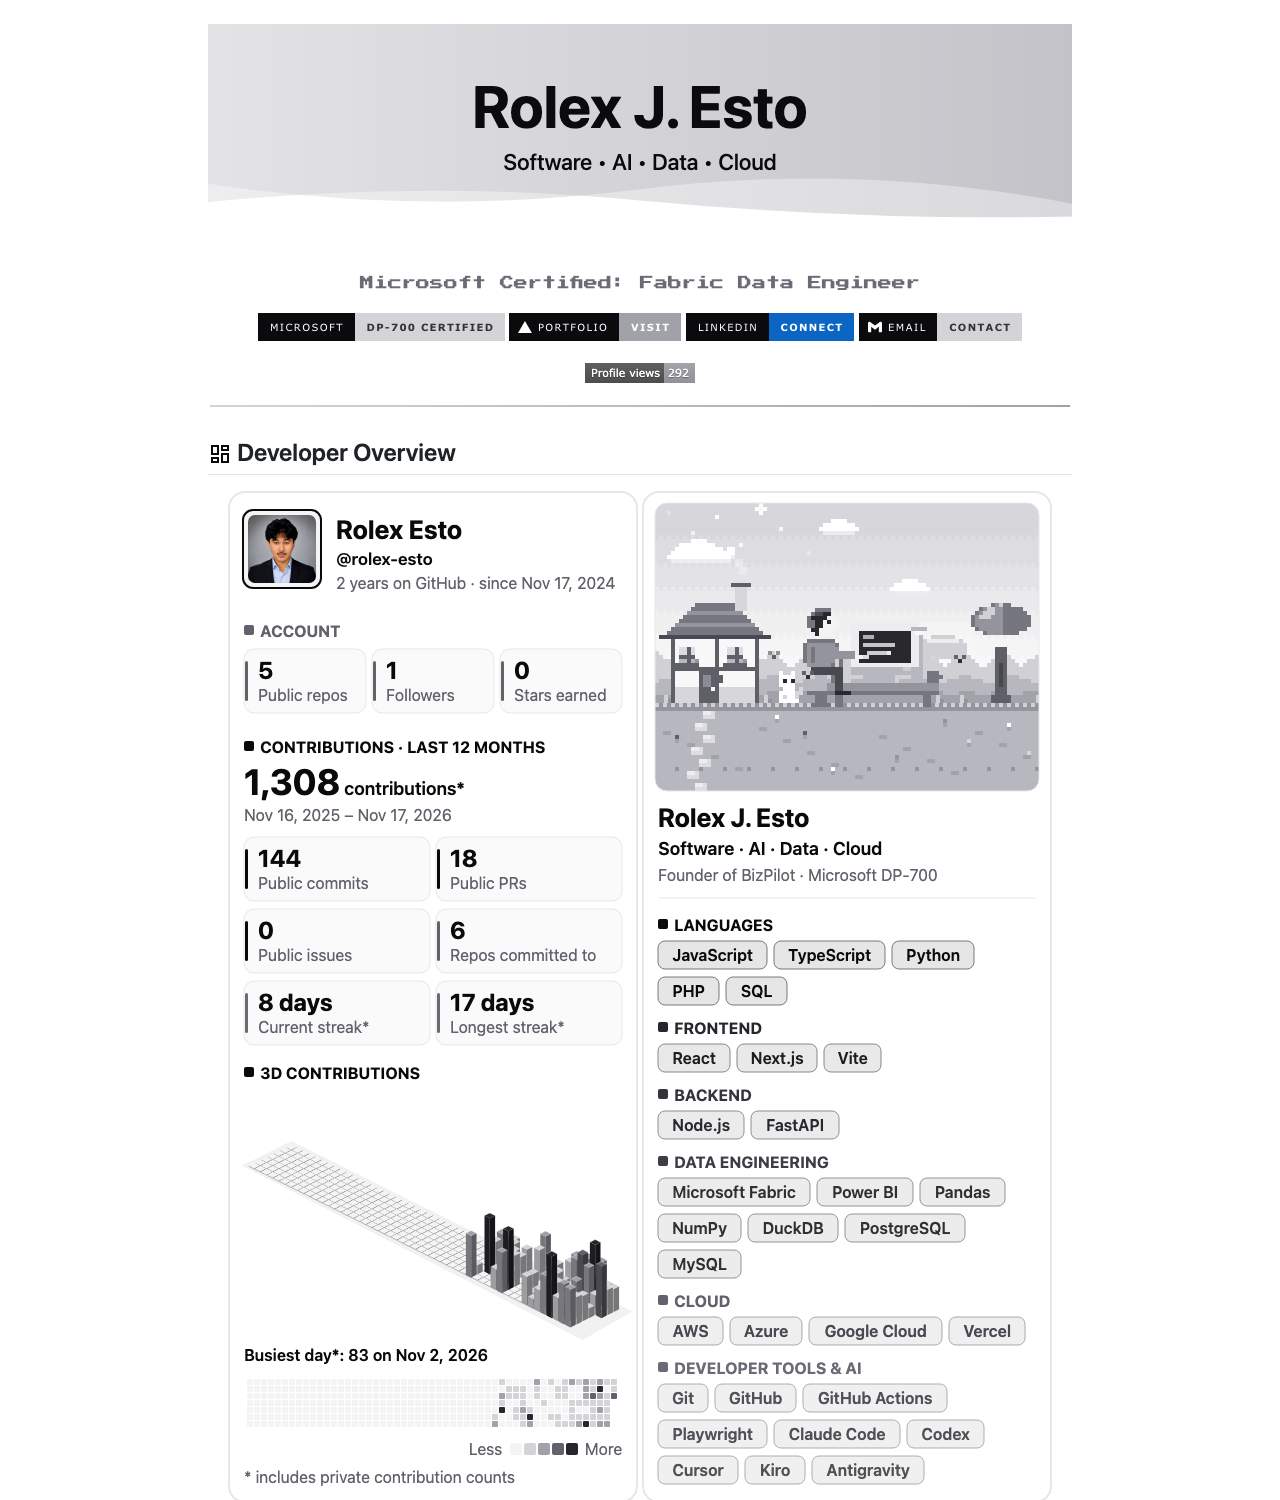 Rolex J. Esto
Software • AI • Data • Cloud
Microsoft Certified: Fabric Data Engineer
MICROSOFT DP-700 CERTIFIED PORTFOLIO VISIT LINKEDIN CONNECT EMAIL CONTACT
Profile views 292
Developer Overview
Rolex Esto
@rolex-esto
2 years on GitHub · since Nov 17, 2024
ACCOUNT
5 1 0
Public repos Followers Stars earned
CONTRIBUTIONS · LAST 12 MONTHS
1,308 contributions*
Nov 16, 2025 – Nov 17, 2026
144 18
Public commits Public PRs
0 6
Public issues Repos committed to
8 days 17 days
Current streak* Longest streak*
3D CONTRIBUTIONS
Busiest day*: 83 on Nov 2, 2026
Less More
* includes private contribution counts
Rolex J. Esto
Software · AI · Data · Cloud
Founder of BizPilot · Microsoft DP-700
LANGUAGES
JavaScript TypeScript Python
PHP SQL
FRONTEND
React Next.js Vite
BACKEND
Node.js FastAPI
DATA ENGINEERING
Microsoft Fabric Power BI Pandas
NumPy DuckDB PostgreSQL
MySQL
CLOUD
AWS Azure Google Cloud Vercel
DEVELOPER TOOLS & AI
Git GitHub GitHub Actions
Playwright Claude Code Codex
Cursor Kiro Antigravity